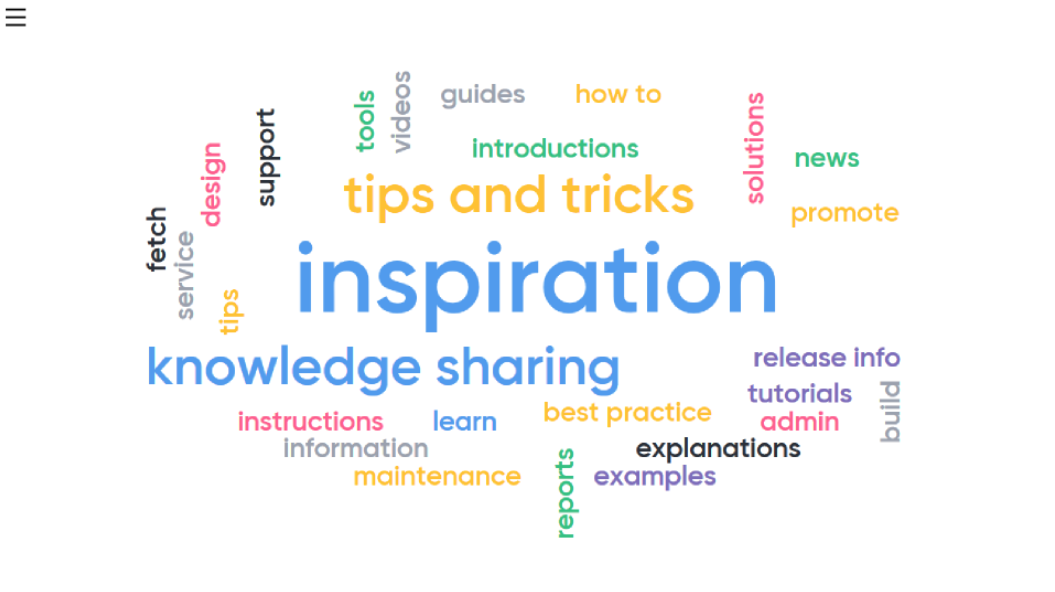 tools
videos
guides
how to
solutions
support
design
introductions
news
tips and tricks
promote
fetch
service
inspiration
tips
knowledge sharing
release info
tutorials
build
instructions
learn
best practice
admin
information
explanations
maintenance
reports
examples